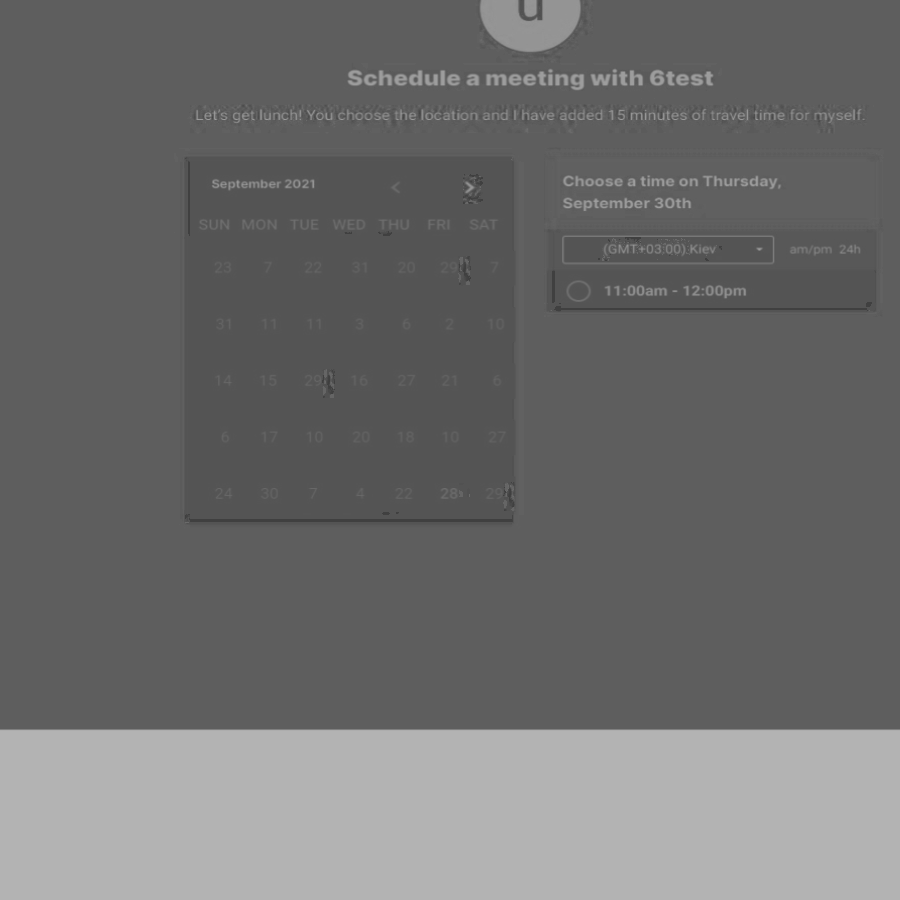 u
Schedule a meeting with 6test
Let's get lunch! You choose the location and I have added 15 minutes of travel time for myself.
September 2021
SUN MON TUE WED THU FRI SAT
23 7 22 31 20 29 7
31 11 11 3 6 2 10
14 15 29 16 27 21 6
6 17 10 20 18 10 27
24 30 7 4 22 28 29
Choose a time on Thursday,
September 30th
(GMT+03:00) Kiev am/pm 24h
11:00am - 12:00pm